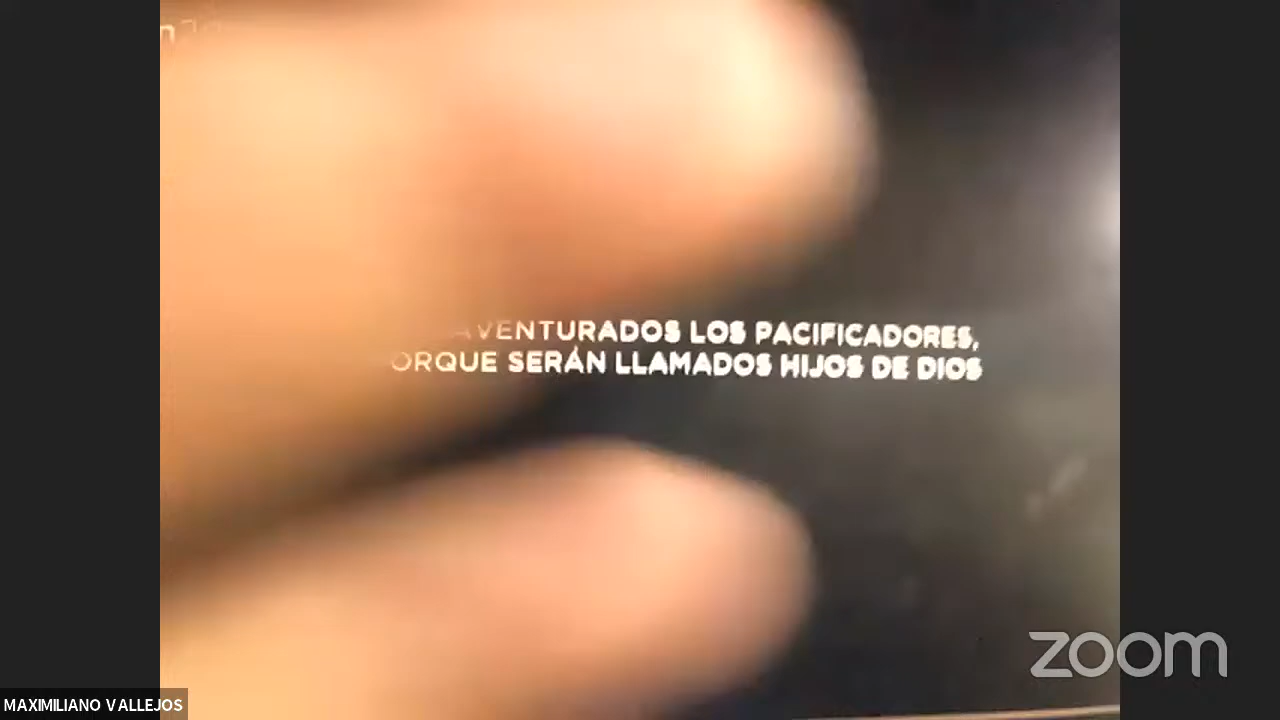 AVENTURADOS LOS PACIFICADORES,
ORQUE SERÁN LLAMADOS HIJOS DE DIOS
zoom
MAXIMILIANO VALLEJOS